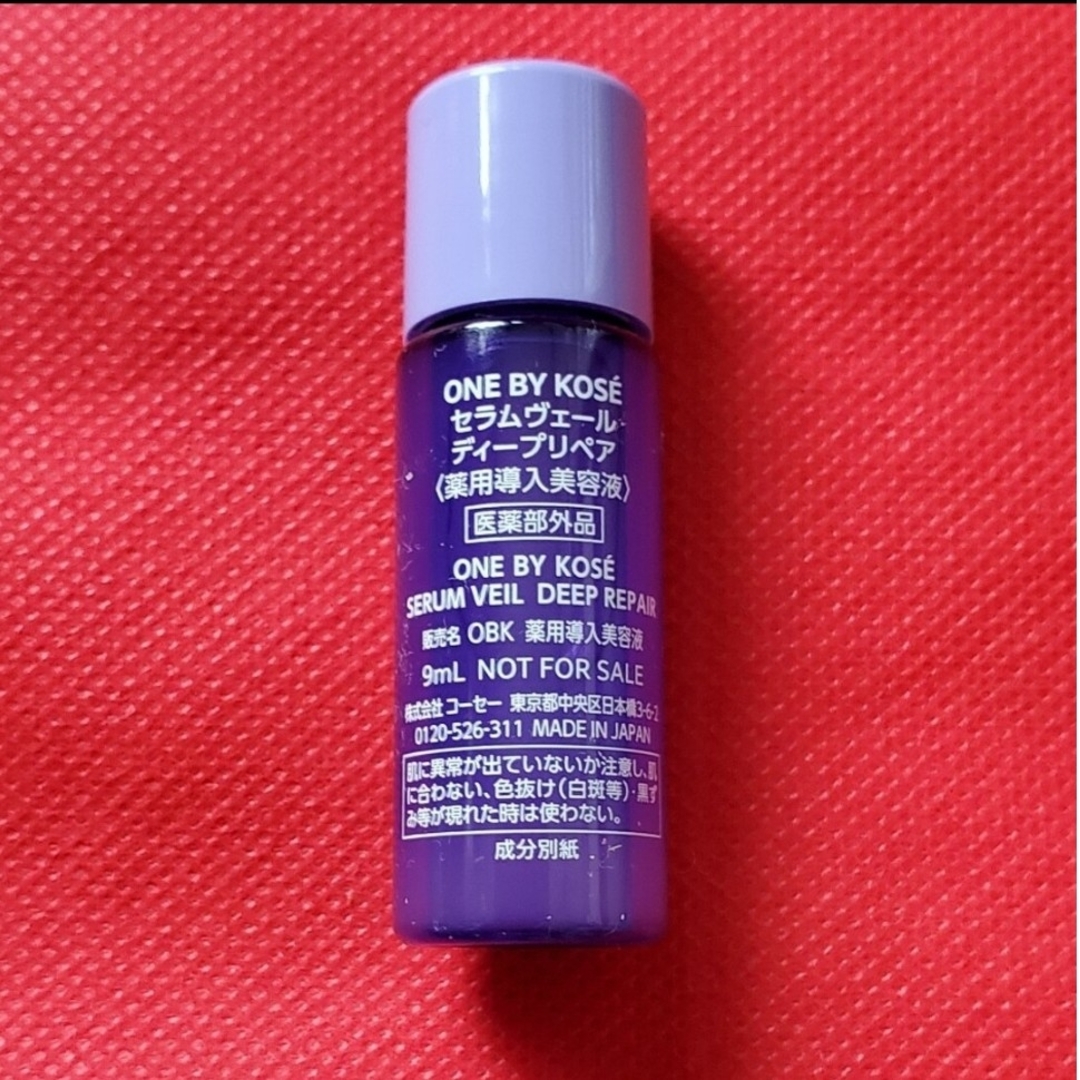 ONE BY KOSÉ
セラムヴェール
ディープリペア
〈薬用導入美容液〉
医薬部外品
ONE BY KOSÉ
SERUM VEIL DEEP REPAIR
販売名 OBK 薬用導入美容液
9mL NOT FOR SALE
株式会社 コーセー 東京都中央区日本橋3-6-2
0120-526-311 MADE IN JAPAN
肌に異常が出ていないか注意し、肌
に合わない、色抜け(白斑等)・黒ず
み等が現れた時は使わない。
成分別紙